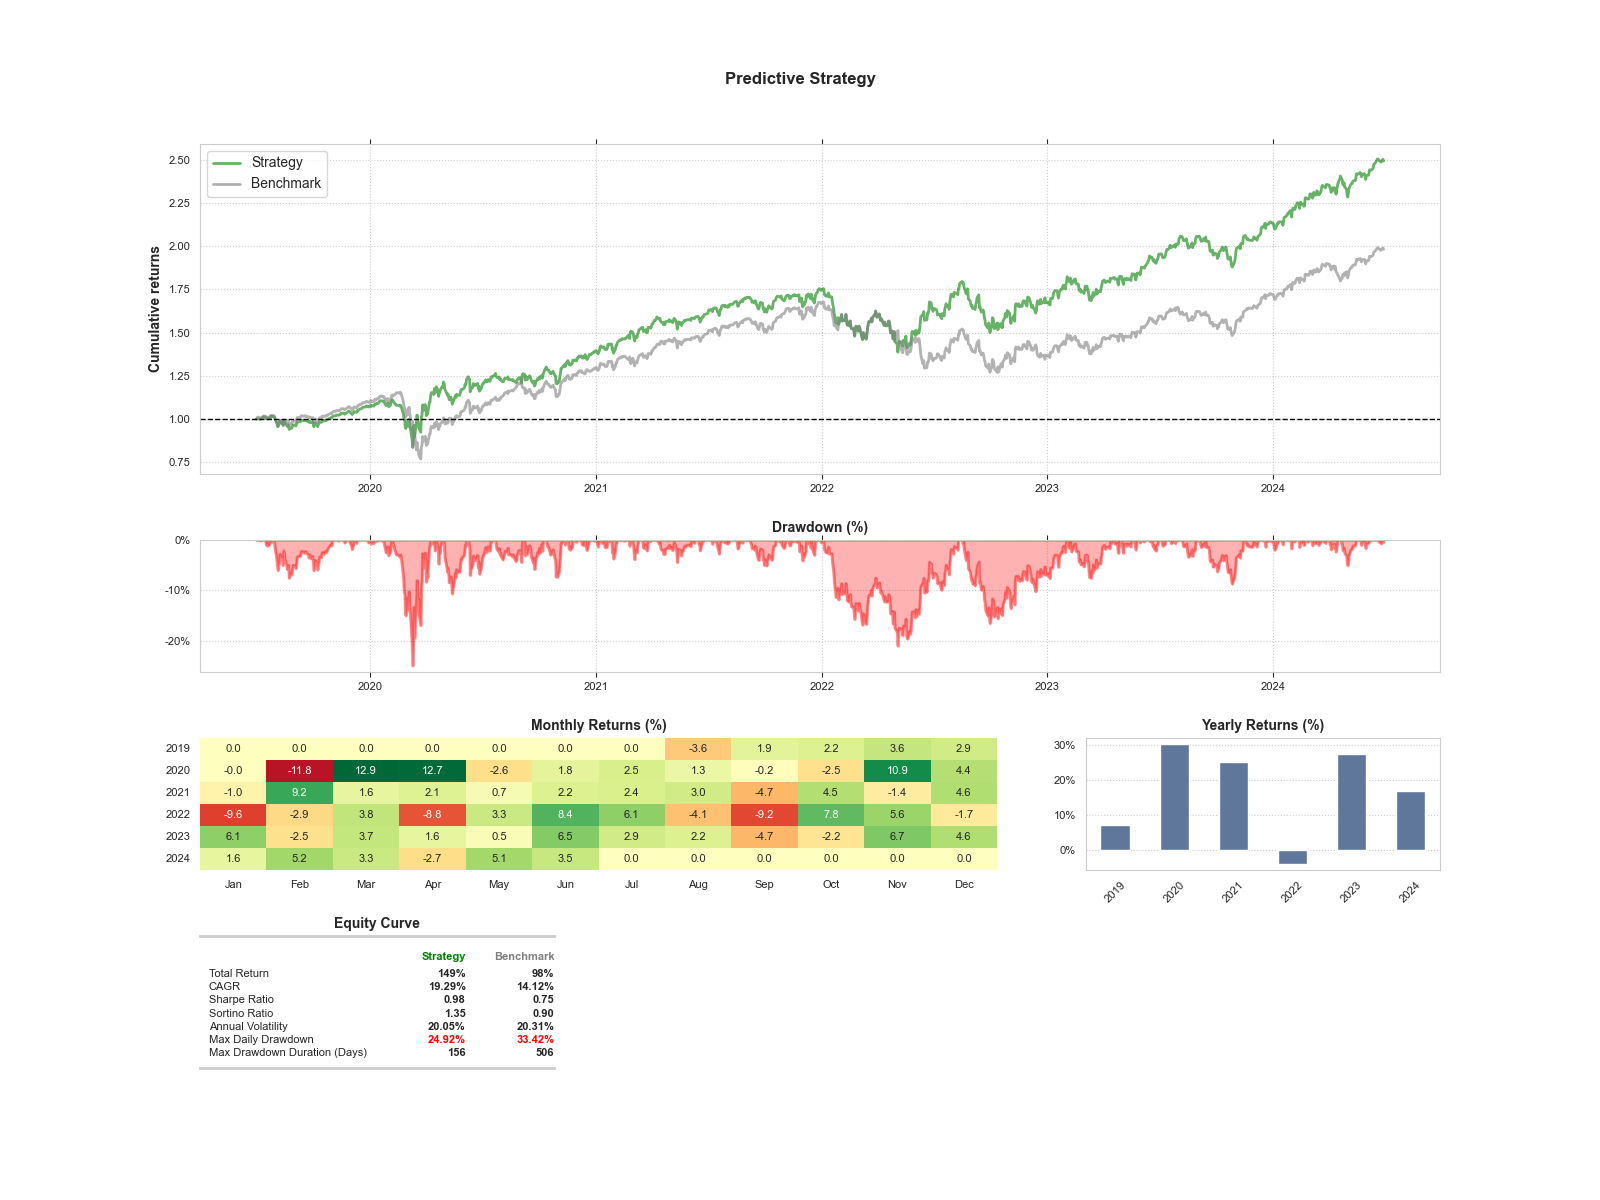 Predictive Strategy
Strategy
Benchmark
Cumulative returns
2.50
2.25
2.00
1.75
1.50
1.25
1.00
0.75
2020 2021 2022 2023 2024
Drawdown (%)
0%
-10%
-20%
2020 2021 2022 2023 2024
Monthly Returns (%)
2019 0.0 0.0 0.0 0.0 0.0 0.0 0.0 -3.6 1.9 2.2 3.6 2.9
2020 -0.0 -11.8 12.9 12.7 -2.6 1.8 2.5 1.3 -0.2 -2.5 10.9 4.4
2021 -1.0 9.2 1.6 2.1 0.7 2.2 2.4 3.0 -4.7 4.5 -1.4 4.6
2022 -9.6 -2.9 3.8 -8.8 3.3 8.4 6.1 -4.1 -9.2 7.8 5.6 -1.7
2023 6.1 -2.5 3.7 1.6 0.5 6.5 2.9 2.2 -4.7 -2.2 6.7 4.6
2024 1.6 5.2 3.3 -2.7 5.1 3.5 0.0 0.0 0.0 0.0 0.0 0.0
Jan Feb Mar Apr May Jun Jul Aug Sep Oct Nov Dec
Yearly Returns (%)
30%
20%
10%
0%
2019 2020 2021 2022 2023 2024
Equity Curve
Strategy Benchmark
Total Return 149% 98%
CAGR 19.29% 14.12%
Sharpe Ratio 0.98 0.75
Sortino Ratio 1.35 0.90
Annual Volatility 20.05% 20.31%
Max Daily Drawdown 24.92% 33.42%
Max Drawdown Duration (Days) 156 506